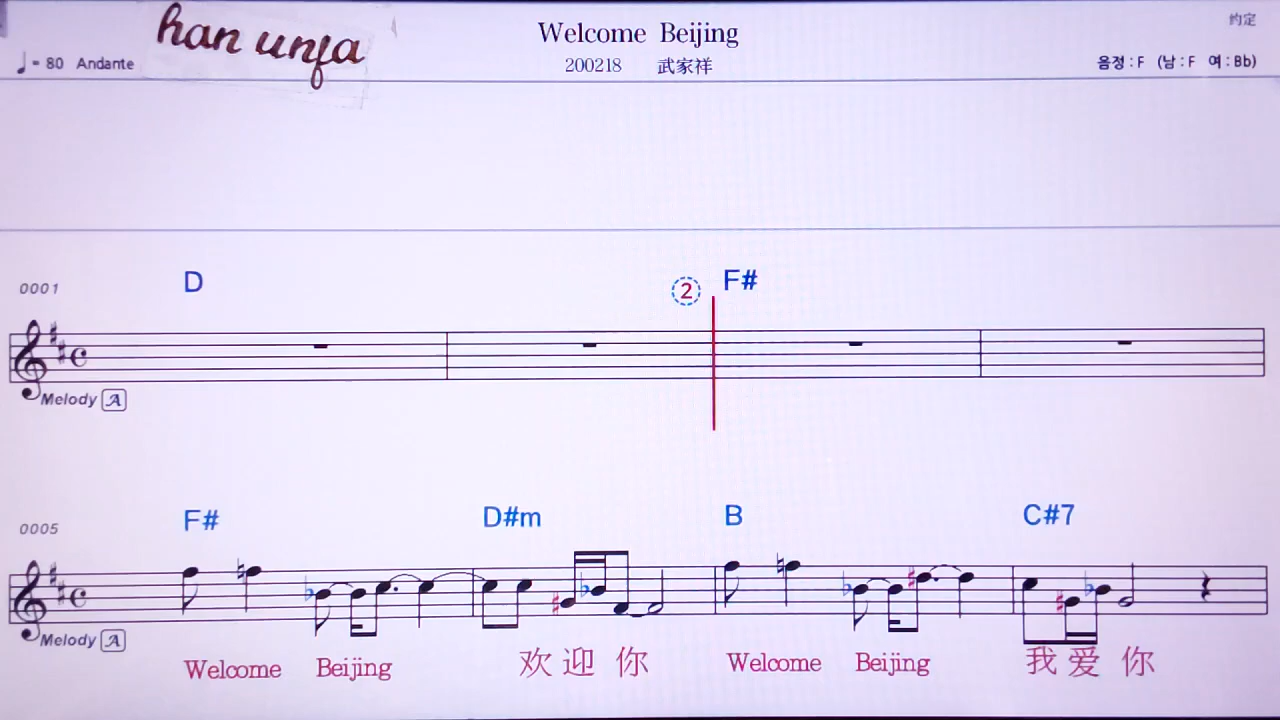 约定
han unfa
Welcome Beijing
♩= 80 Andante
200218 武家祥
음정 : F (남 : F 여 : Bb)
0001
D
② F#
Melody A
0005
F# D#m B C#7
Melody A
Welcome Beijing 欢 迎 你 Welcome Beijing 我 爱 你